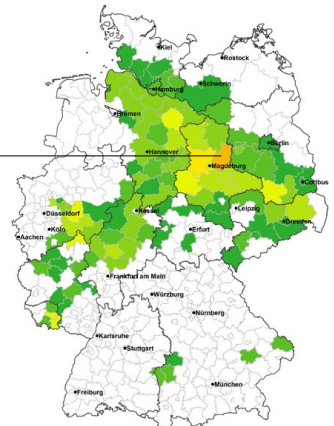 Kiel
Rostock
Schwerin
Hamburg
Bremen
Berlin
Hannover
Magdeburg
Cottbus
Düsseldorf
Kassel
Leipzig
Köln
Dresden
Aachen
Erfurt
Frankfurt am Main
Würzburg
Nürnberg
Karlsruhe
Stuttgart
München
Freiburg